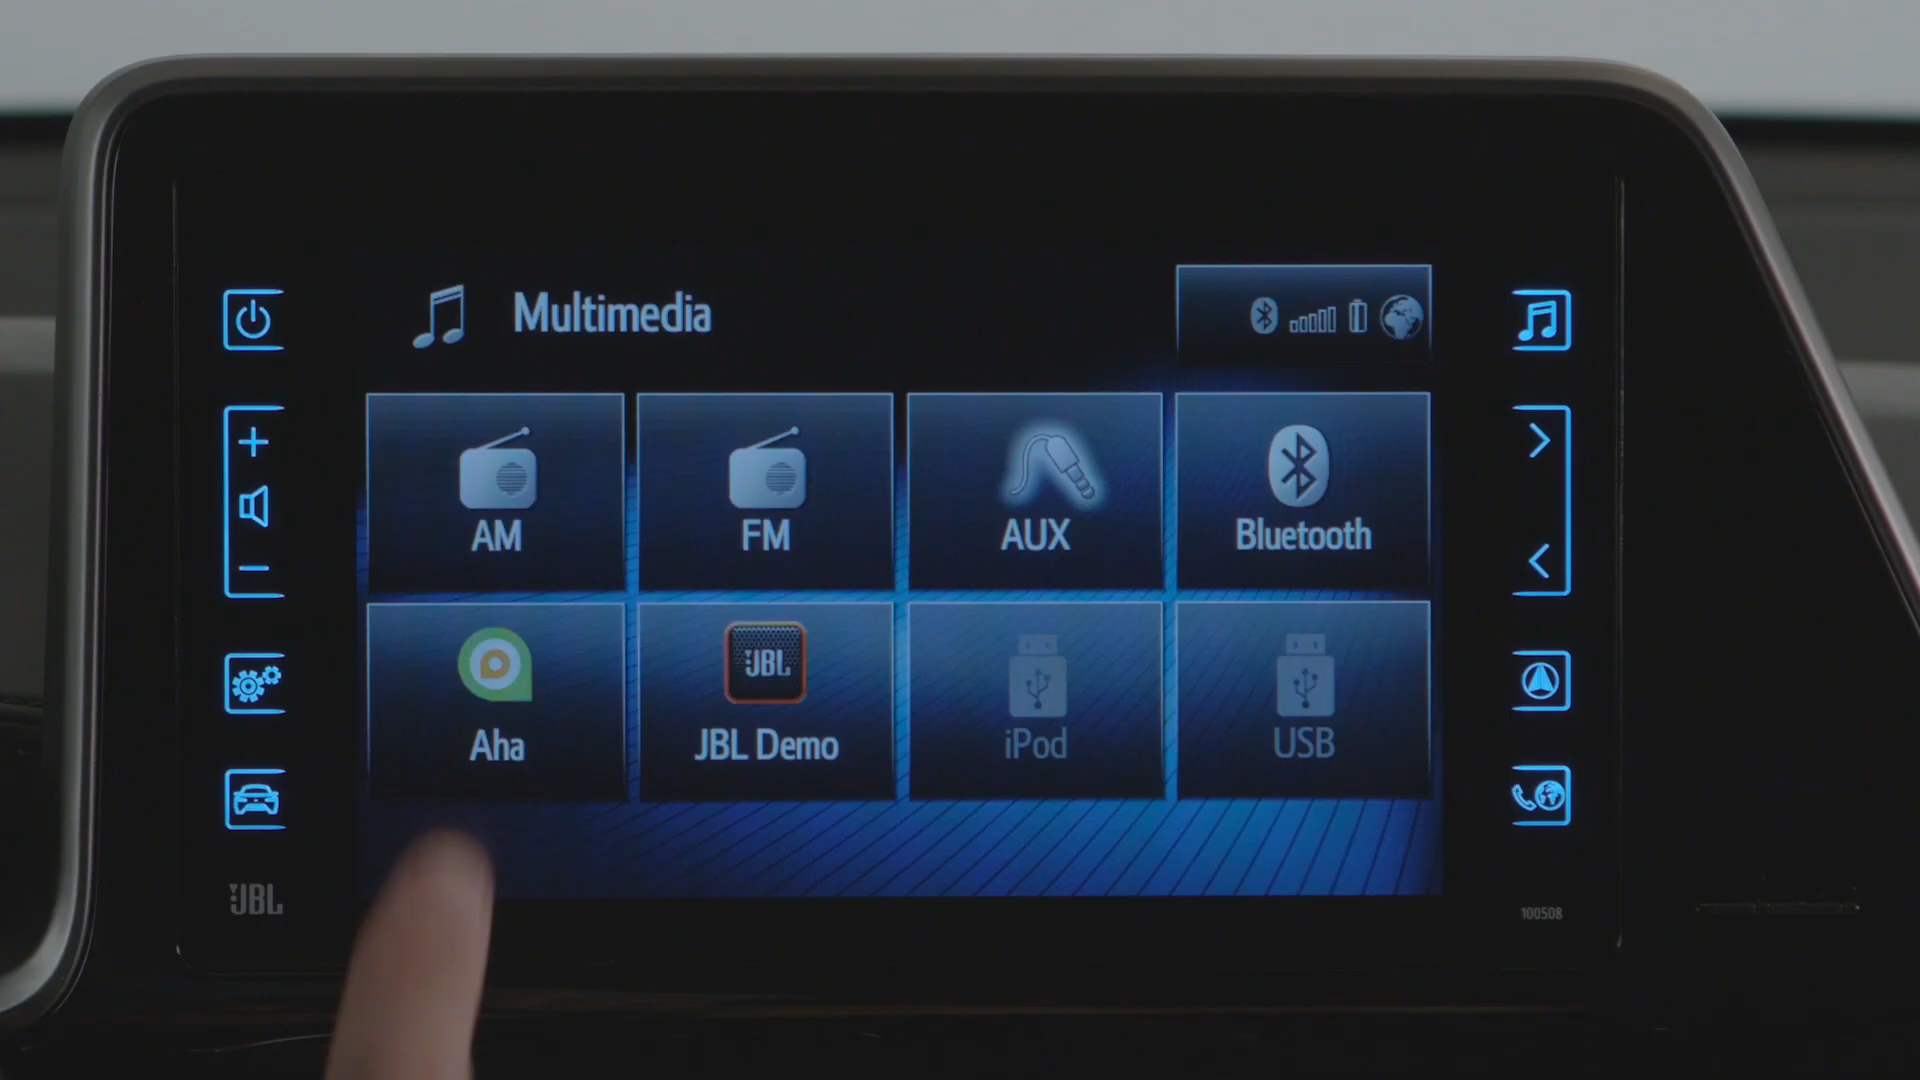 Multimedia
AM
FM
AUX
Bluetooth
JBL
Aha
JBL Demo
iPod
USB
JBL
100508